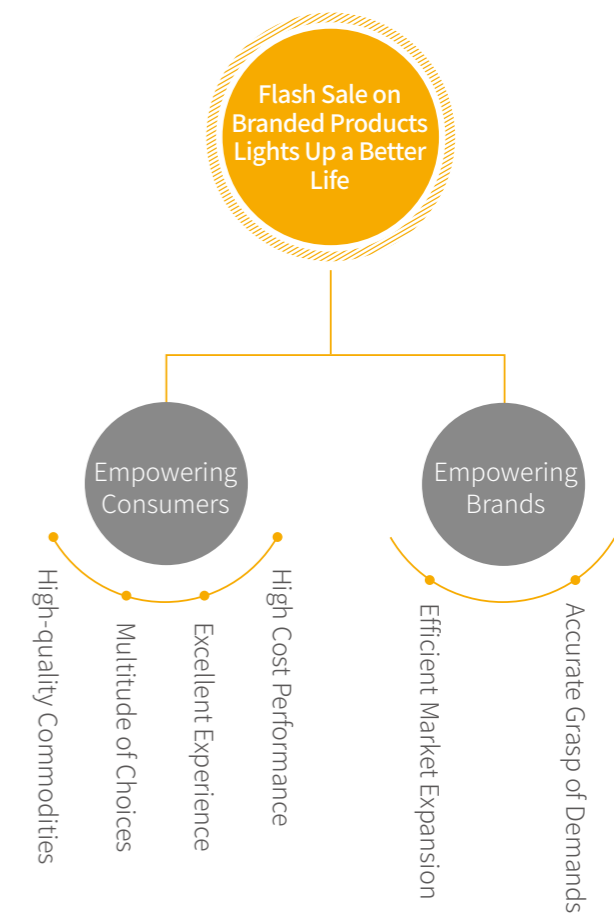 Flash Sale on
Branded Products
Lights Up a Better
Life
Empowering
Consumers
Empowering
Brands
High-quality Commodities
Multitude of Choices
Excellent Experience
High Cost Performance
Efficient Market Expansion
Accurate Grasp of Demands